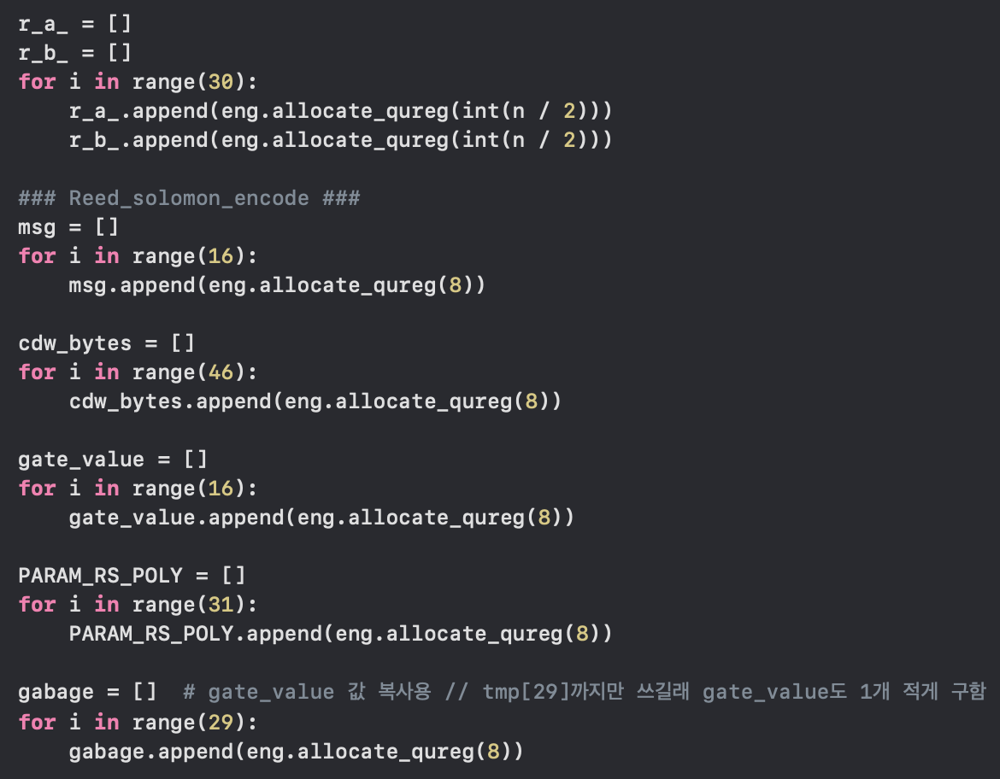 r_a_ = []
r_b_ = []
for i in range(30):
    r_a_.append(eng.allocate_qureg(int(n / 2)))
    r_b_.append(eng.allocate_qureg(int(n / 2)))

### Reed_solomon_encode ###
msg = []
for i in range(16):
    msg.append(eng.allocate_qureg(8))

cdw_bytes = []
for i in range(46):
    cdw_bytes.append(eng.allocate_qureg(8))

gate_value = []
for i in range(16):
    gate_value.append(eng.allocate_qureg(8))

PARAM_RS_POLY = []
for i in range(31):
    PARAM_RS_POLY.append(eng.allocate_qureg(8))

gabage = []  # gate_value 값 복사용 // tmp[29]까지만 쓰길래 gate_value도 1개 적게 구함
for i in range(29):
    gabage.append(eng.allocate_qureg(8))